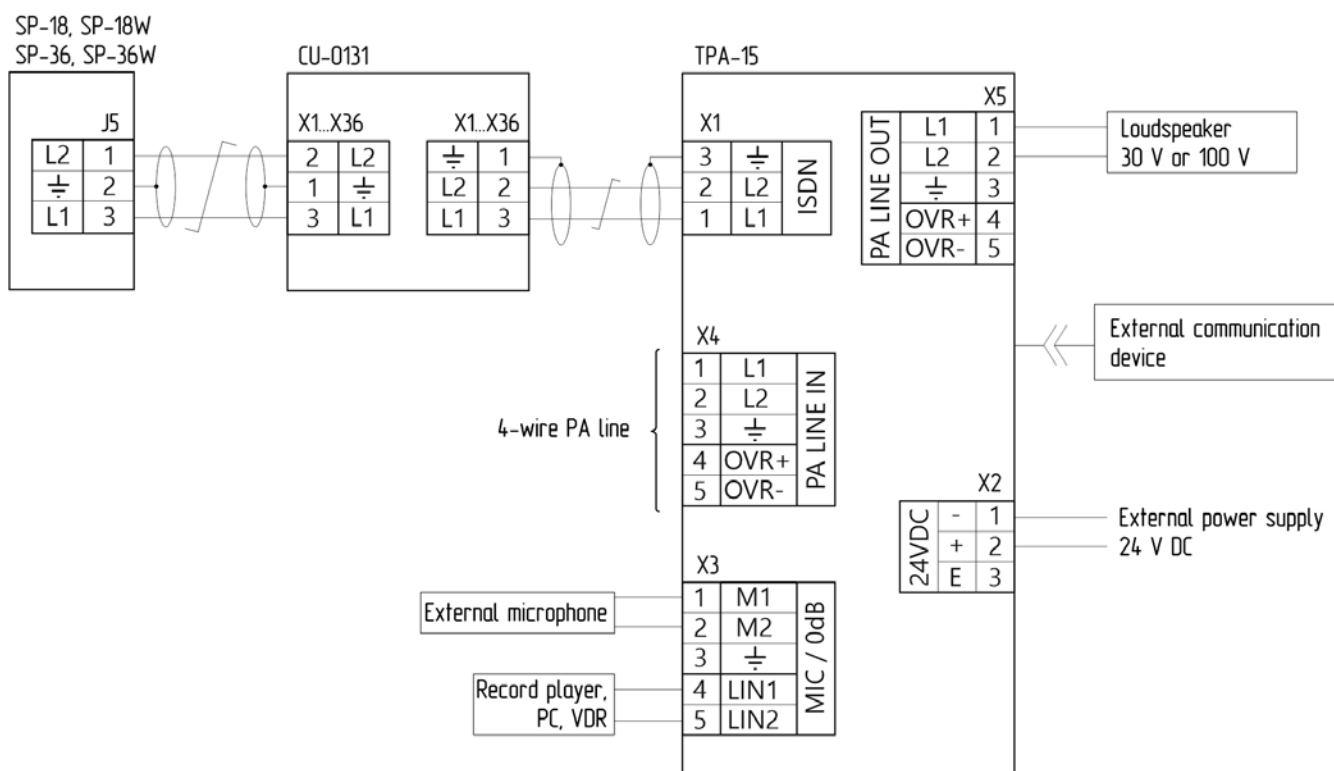 SP-18, SP-18W
SP-36, SP-36W
J5
L2 1
⏚ 2
L1 3
CU-0131
X1...X36
2 L2
1 ⏚
3 L1
X1...X36
⏚ 1
L2 2
L1 3
TPA-15
X1
3 ⏚
2 L2
1 L1
ISDN
X5
PA LINE OUT
L1 1
L2 2
⏚ 3
OVR+ 4
OVR- 5
Loudspeaker
30 V or 100 V
External communication
device
X4
1 L1
2 L2
3 ⏚
4 OVR+
5 OVR-
PA LINE IN
4-wire PA line
X2
24VDC
- 1
+ 2
E 3
External power supply
24 V DC
X3
1 M1
2 M2
3 ⏚
4 LIN1
5 LIN2
MIC / 0dB
External microphone
Record player,
PC, VDR